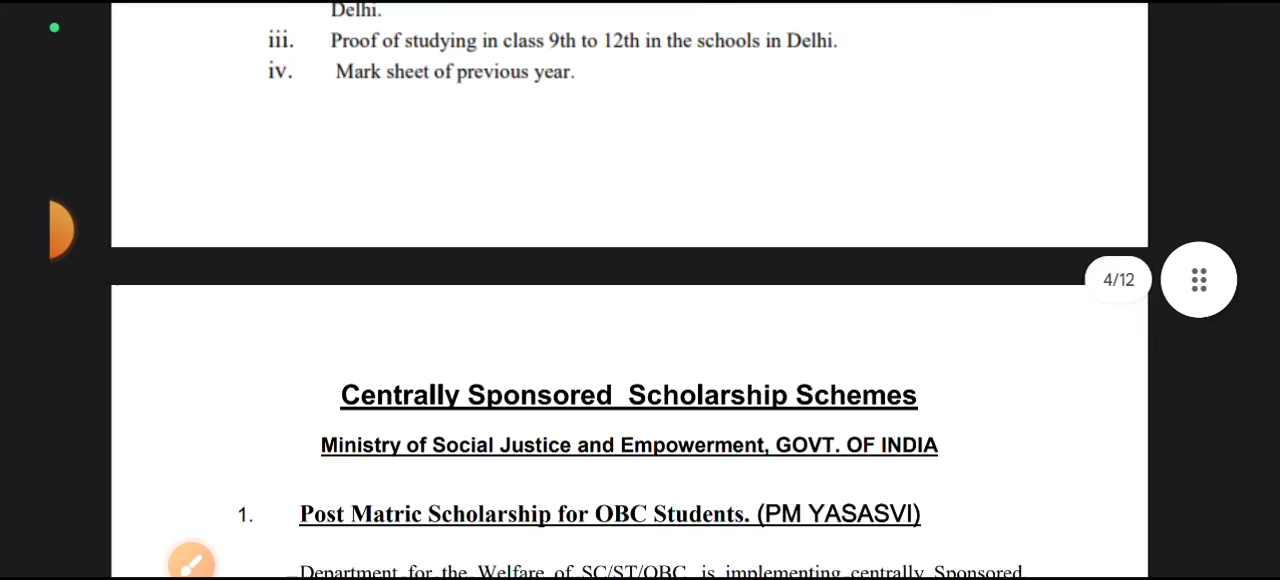 Delhi.
iii. Proof of studying in class 9th to 12th in the schools in Delhi.
iv. Mark sheet of previous year.
4/12
Centrally Sponsored Scholarship Schemes
Ministry of Social Justice and Empowerment, GOVT. OF INDIA
1. Post Matric Scholarship for OBC Students. (PM YASASVI)
Department for the Welfare of SC/ST/OBC is implementing centrally Sponsored